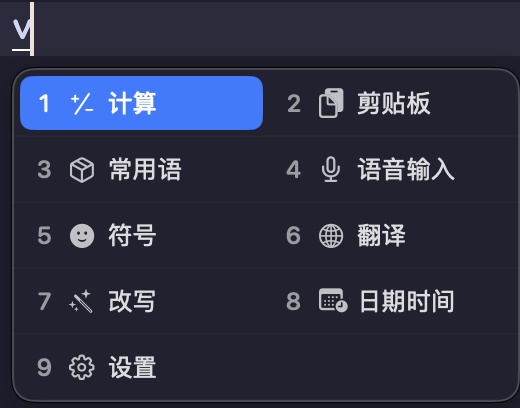 v
1 计算 2 剪贴板
3 常用语 4 语音输入
5 符号 6 翻译
7 改写 8 日期时间
9 设置